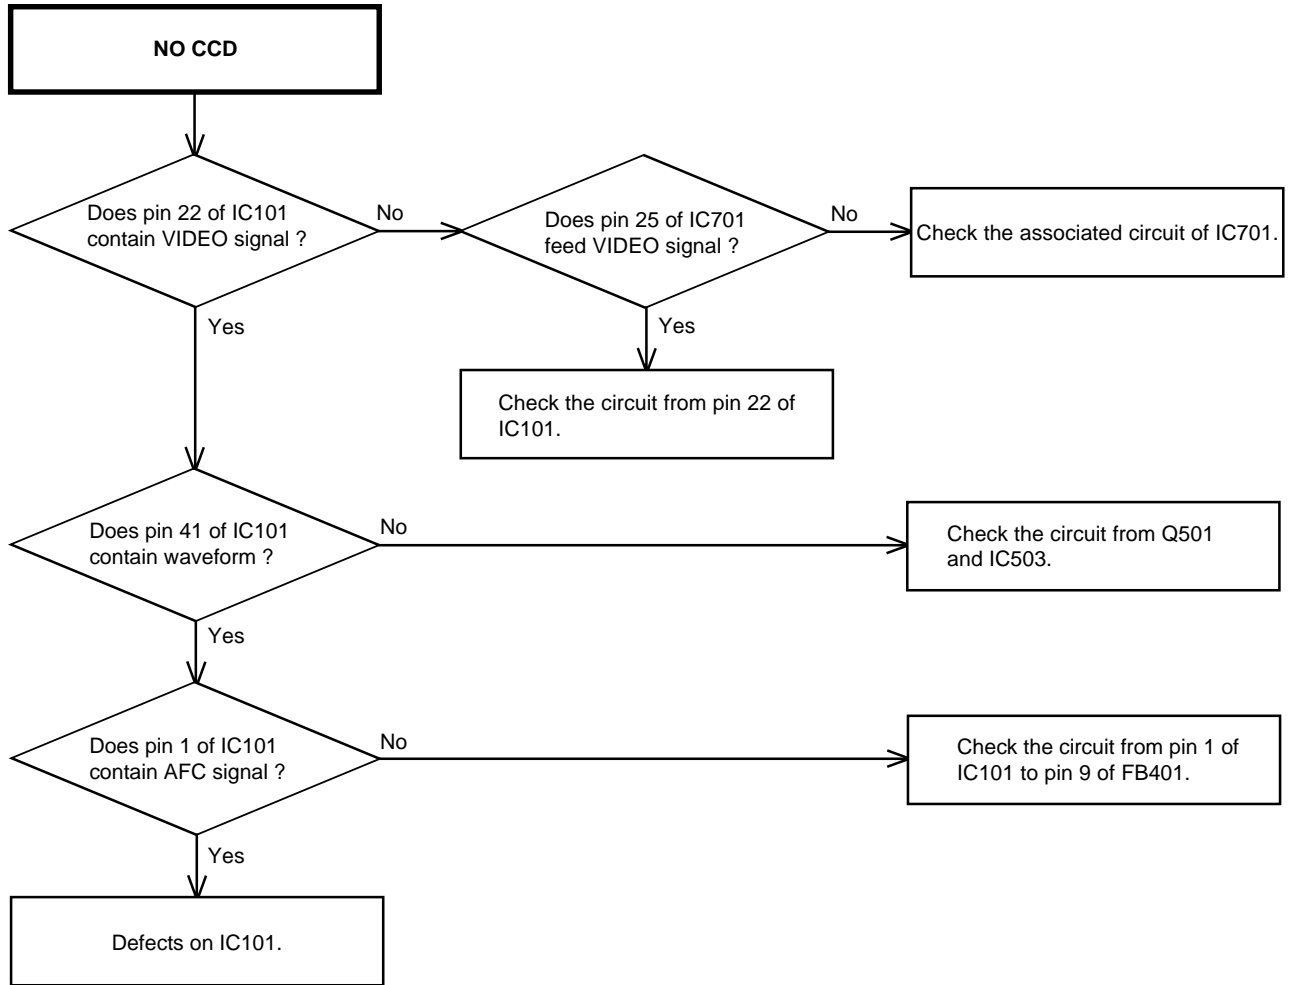 NO CCD
Does pin 22 of IC101
contain VIDEO signal ?
No
Does pin 25 of IC701
feed VIDEO signal ?
No
Check the associated circuit of IC701.
Yes
Yes
Check the circuit from pin 22 of
IC101.
Does pin 41 of IC101
contain waveform ?
No
Check the circuit from Q501
and IC503.
Yes
Does pin 1 of IC101
contain AFC signal ?
No
Check the circuit from pin 1 of
IC101 to pin 9 of FB401.
Yes
Defects on IC101.